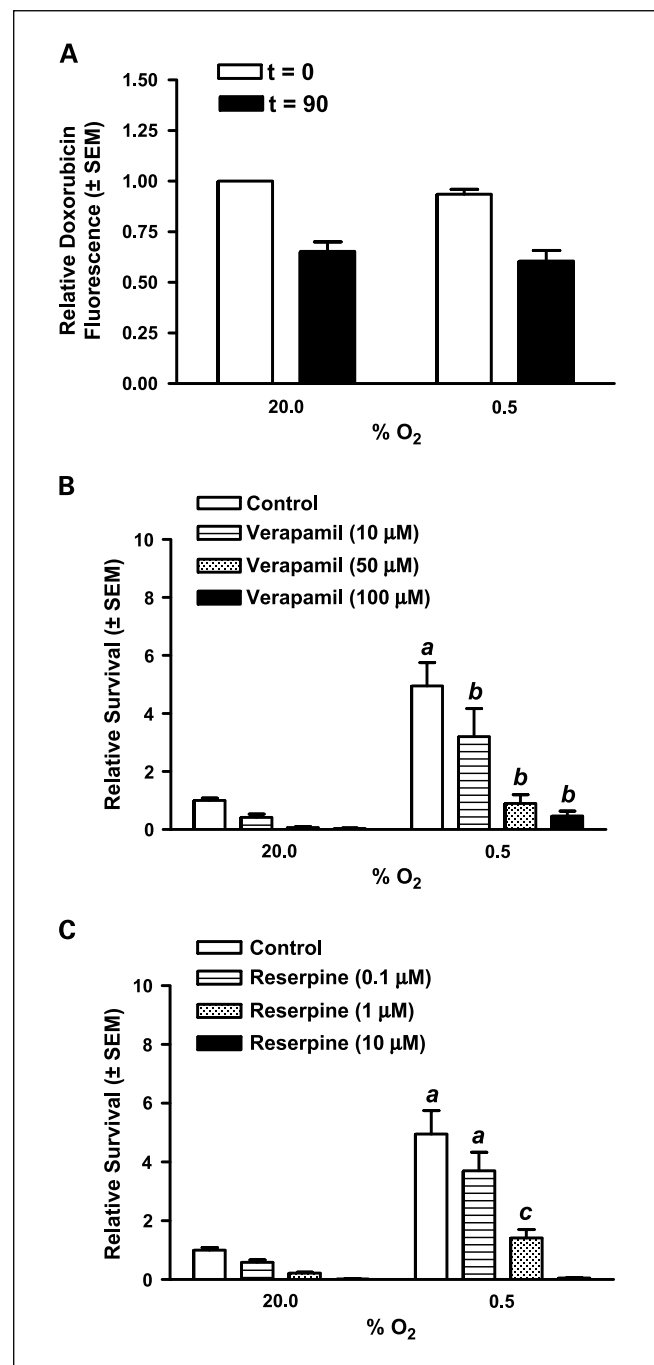 A
t = 0
t = 90
Relative Doxorubicin
Fluorescence (± SEM)
1.50
1.25
1.00
0.75
0.50
0.25
0.00
20.0
0.5
% O₂
B
Control
Verapamil (10 μM)
Verapamil (50 μM)
Verapamil (100 μM)
Relative Survival (± SEM)
10
8
6
4
2
0
a
b
b
b
20.0
0.5
% O₂
C
Control
Reserpine (0.1 μM)
Reserpine (1 μM)
Reserpine (10 μM)
Relative Survival (± SEM)
10
8
6
4
2
0
a
a
c
20.0
0.5
% O₂